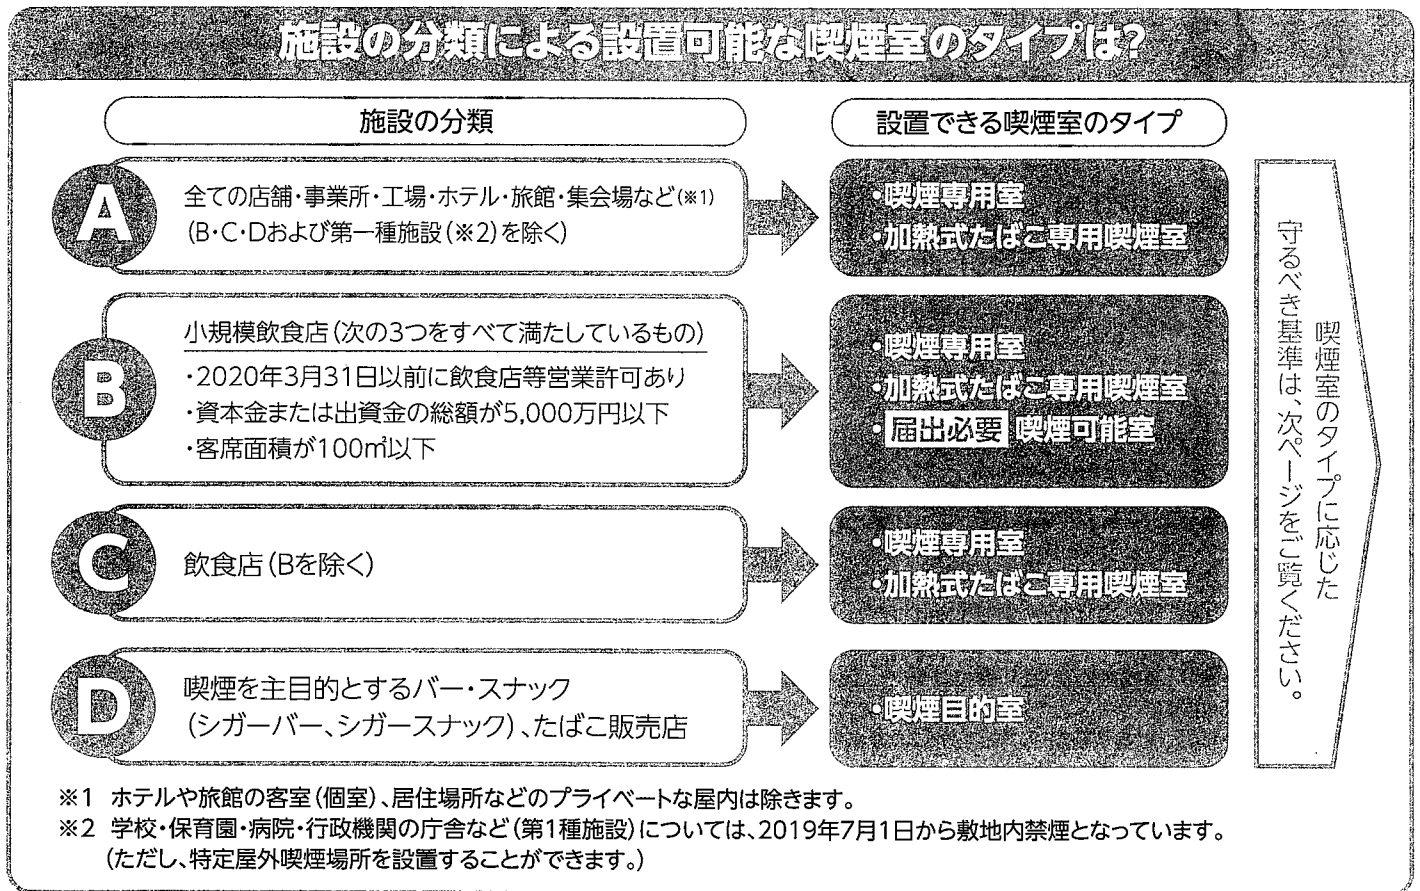 施設の分類による設置可能な喫煙室のタイプは?
施設の分類
設置できる喫煙室のタイプ
A
全ての店舗・事業所・工場・ホテル・旅館・集会場など(※1)
(B・C・Dおよび第一種施設(※2)を除く)
・喫煙専用室
・加熱式たばこ専用喫煙室
B
小規模飲食店(次の3つをすべて満たしているもの)
・2020年3月31日以前に飲食店等営業許可あり
・資本金または出資金の総額が5,000万円以下
・客席面積が100㎡以下
・喫煙専用室
・加熱式たばこ専用喫煙室
・届出必要 喫煙可能室
C
飲食店(Bを除く)
・喫煙専用室
・加熱式たばこ専用喫煙室
D
喫煙を主目的とするバー・スナック
(シガーバー、シガースナック)、たばこ販売店
・喫煙目的室
喫煙室のタイプに応じた
守るべき基準は、次ページをご覧ください。
※1 ホテルや旅館の客室(個室)、居住場所などのプライベートな屋内は除きます。
※2 学校・保育園・病院・行政機関の庁舎など(第1種施設)については、2019年7月1日から敷地内禁煙となっています。
(ただし、特定屋外喫煙場所を設置することができます。)